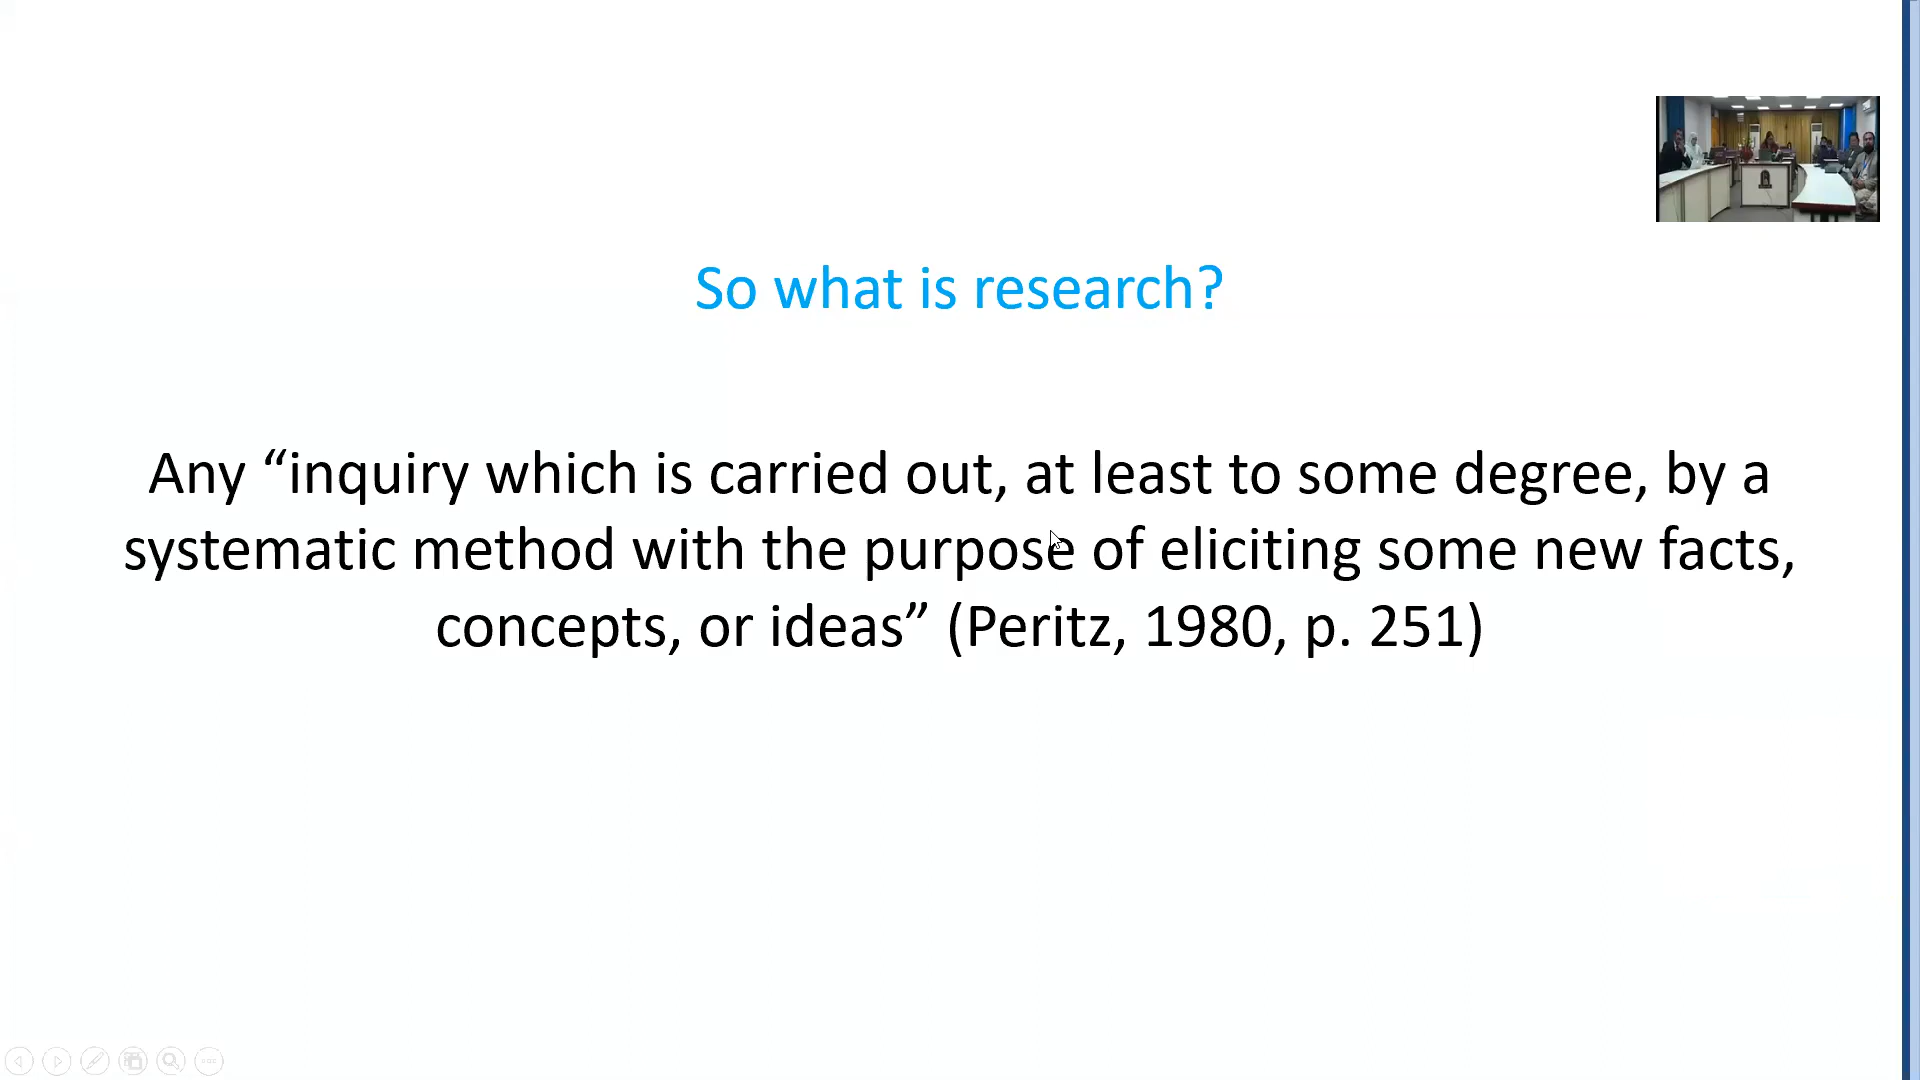 So what is research?
Any “inquiry which is carried out, at least to some degree, by a
systematic method with the purpose of eliciting some new facts,
concepts, or ideas” (Peritz, 1980, p. 251)